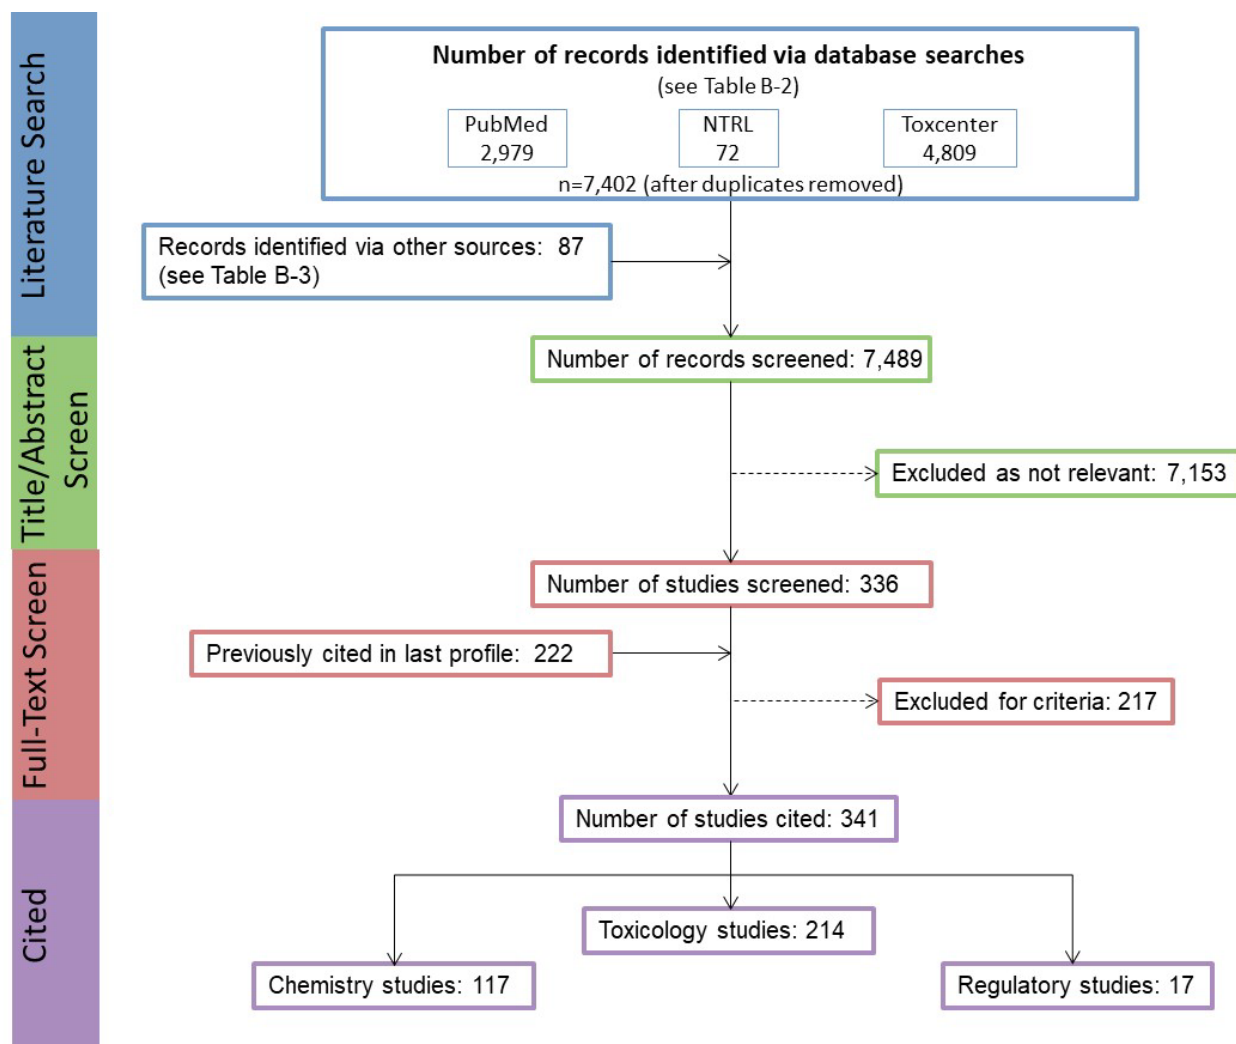 Literature Search
Number of records identified via database searches
(see Table B-2)
PubMed
2,979
NTRL
72
Toxcenter
4,809
n=7,402 (after duplicates removed)
Records identified via other sources: 87
(see Table B-3)
Title/Abstract
Screen
Number of records screened: 7,489
Excluded as not relevant: 7,153
Full-Text Screen
Number of studies screened: 336
Previously cited in last profile: 222
Excluded for criteria: 217
Cited
Number of studies cited: 341
Toxicology studies: 214
Chemistry studies: 117
Regulatory studies: 17